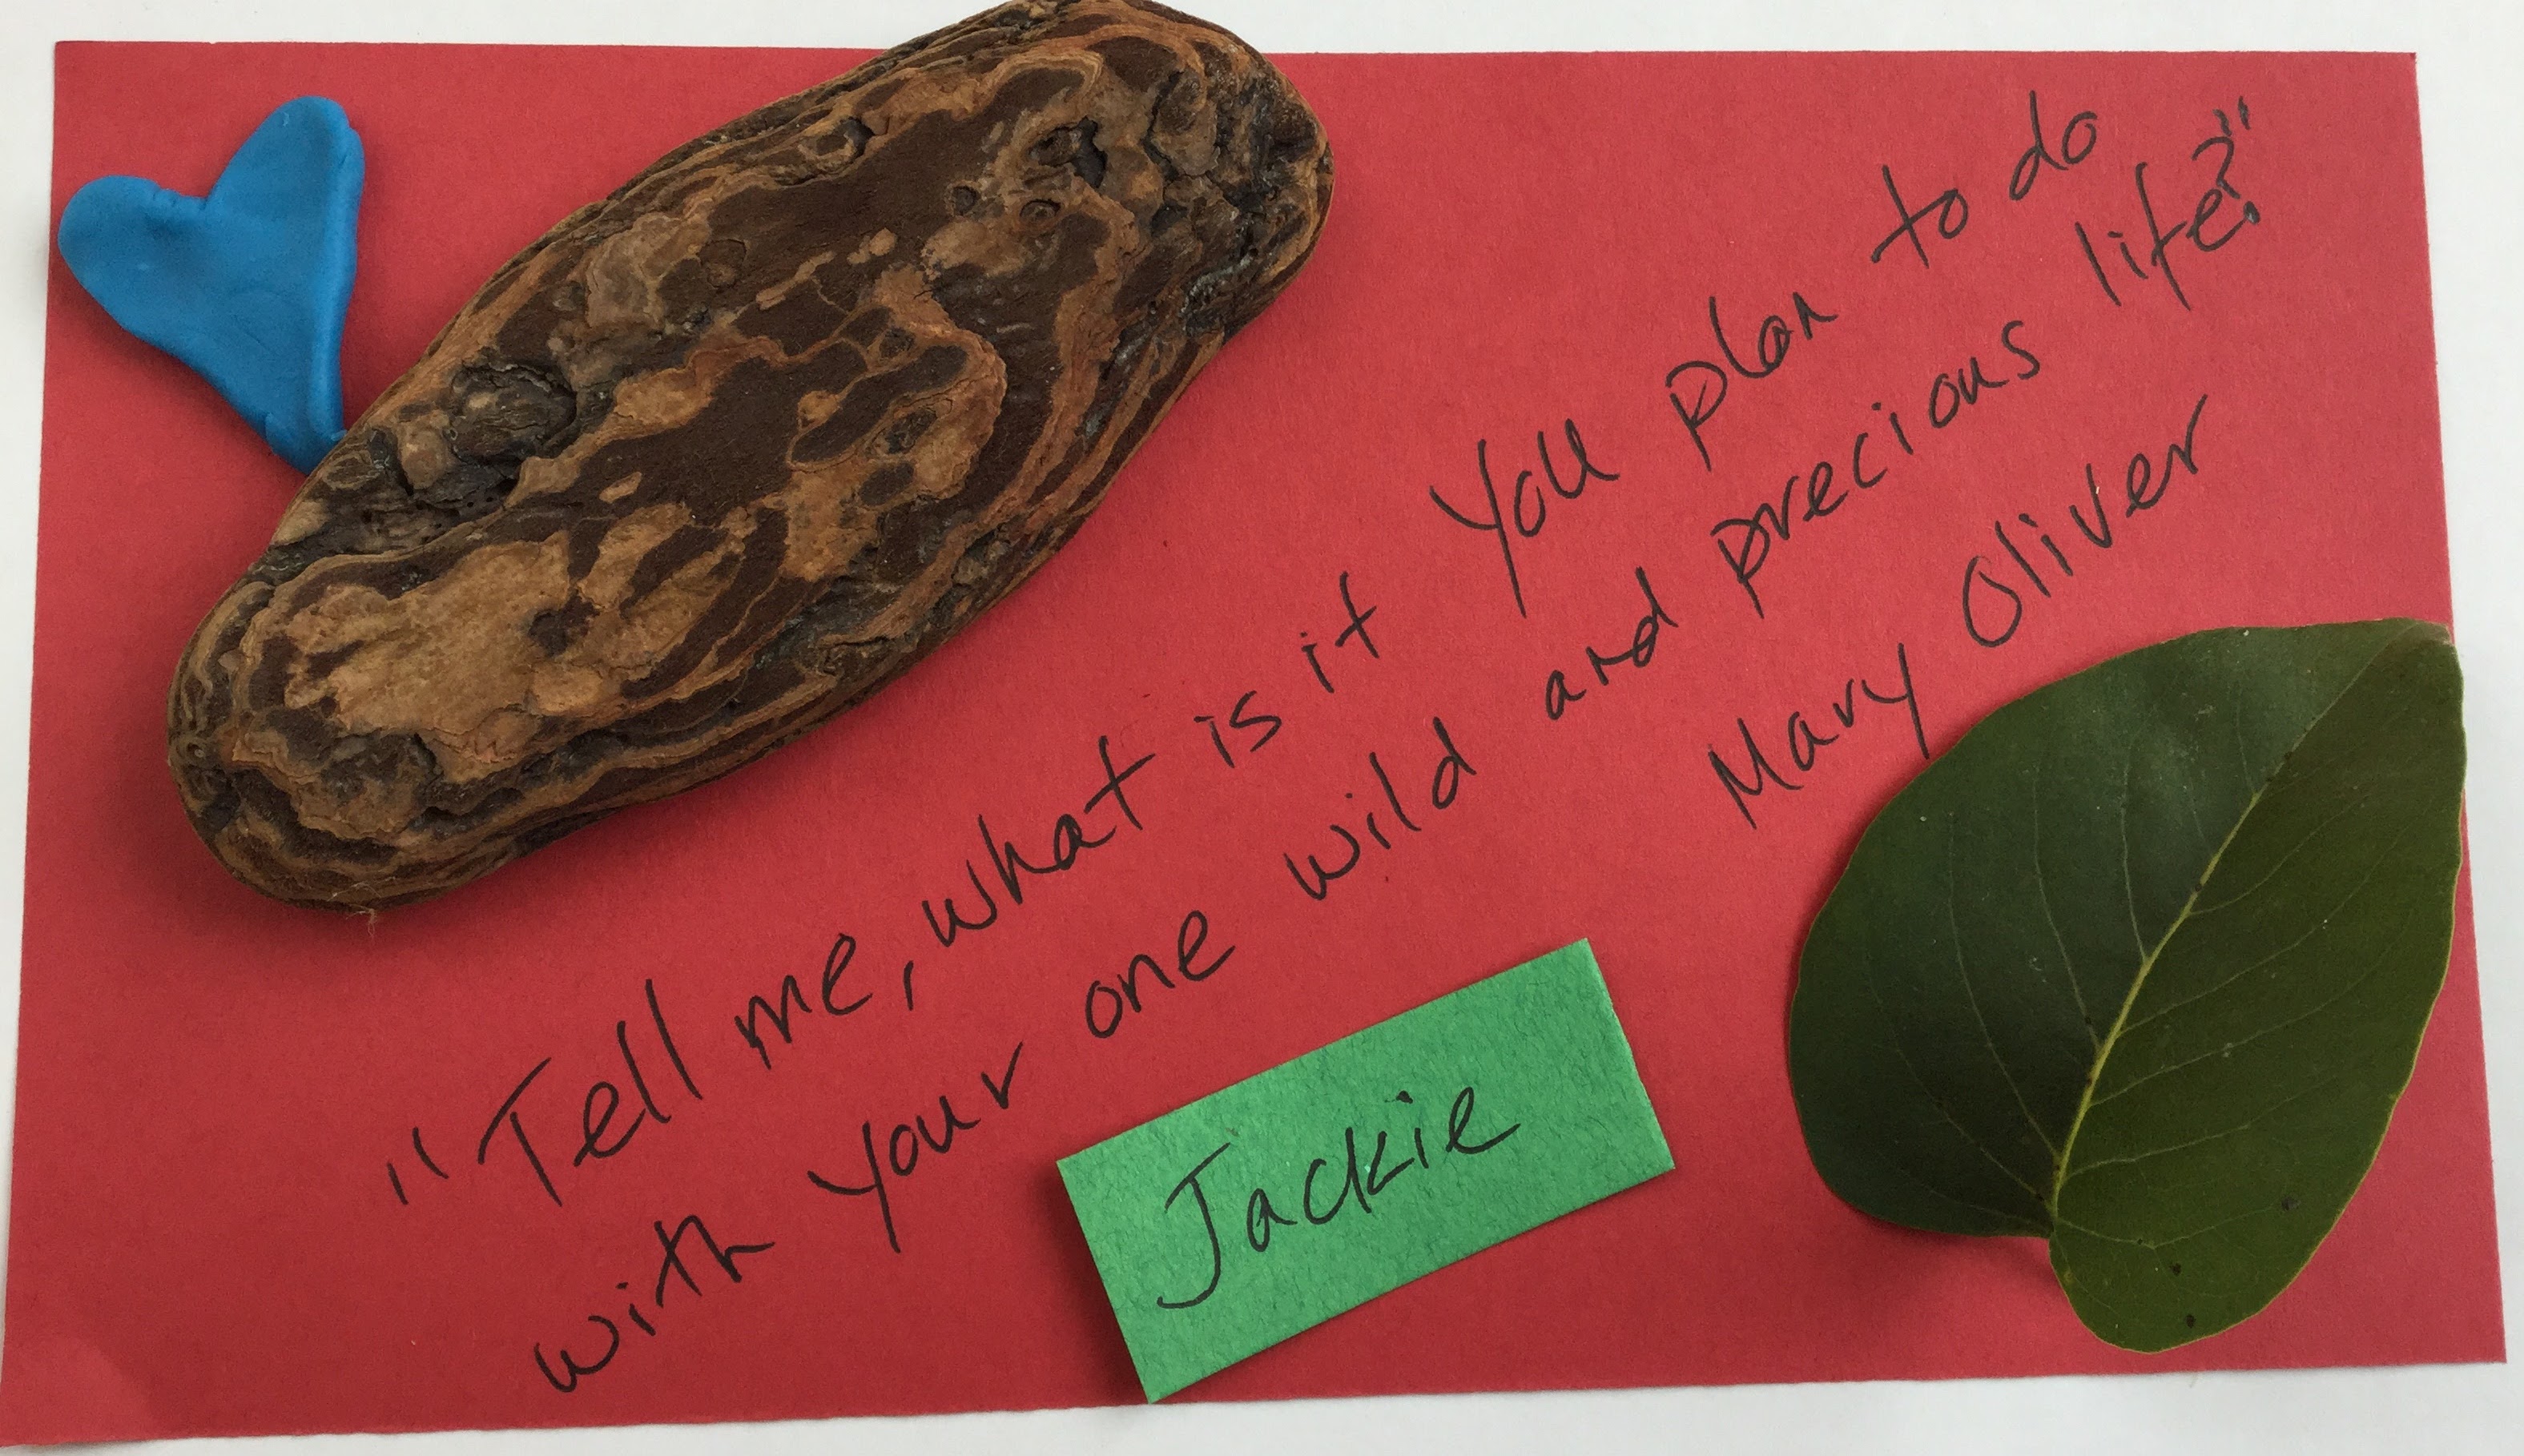 "Tell me, what is it you plan to do
with your one wild and precious life?"
Mary Oliver
Jackie